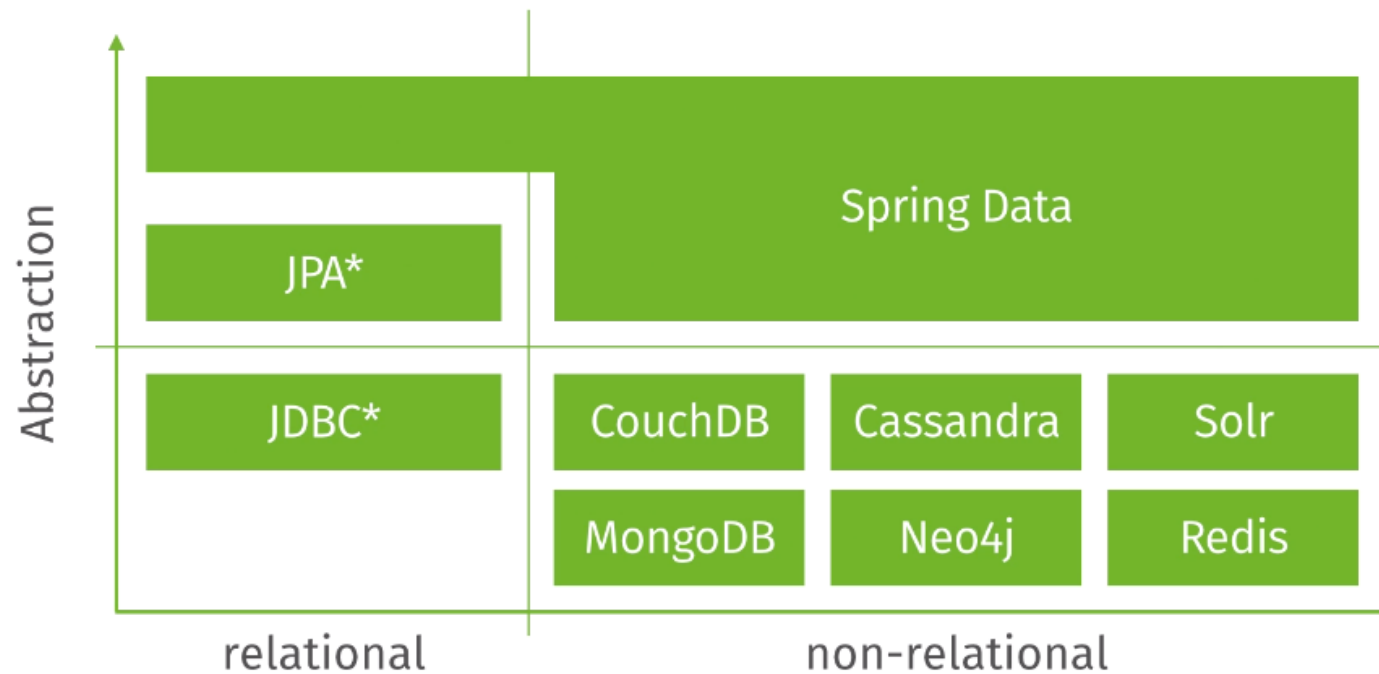 Abstraction
Spring Data
JPA*
JDBC*
CouchDB
Cassandra
Solr
MongoDB
Neo4j
Redis
relational
non-relational